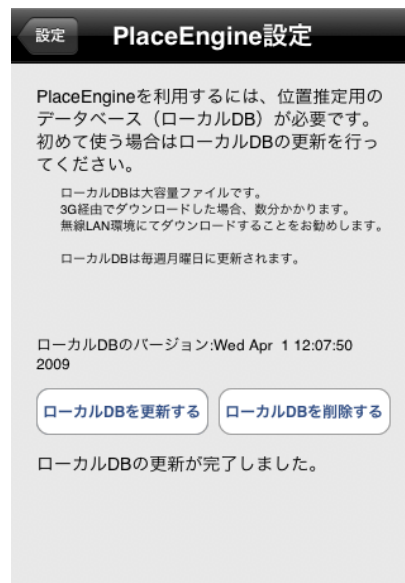 設定
PlaceEngine設定
PlaceEngineを利用するには、位置推定用の
データベース（ローカルDB）が必要です。
初めて使う場合はローカルDBの更新を行っ
てください。
ローカルDBは大容量ファイルです。
3G経由でダウンロードした場合、数分かかります。
無線LAN環境にてダウンロードすることをお勧めします。
ローカルDBは毎週月曜日に更新されます。
ローカルDBのバージョン:Wed Apr  1 12:07:50
2009
ローカルDBを更新する
ローカルDBを削除する
ローカルDBの更新が完了しました。